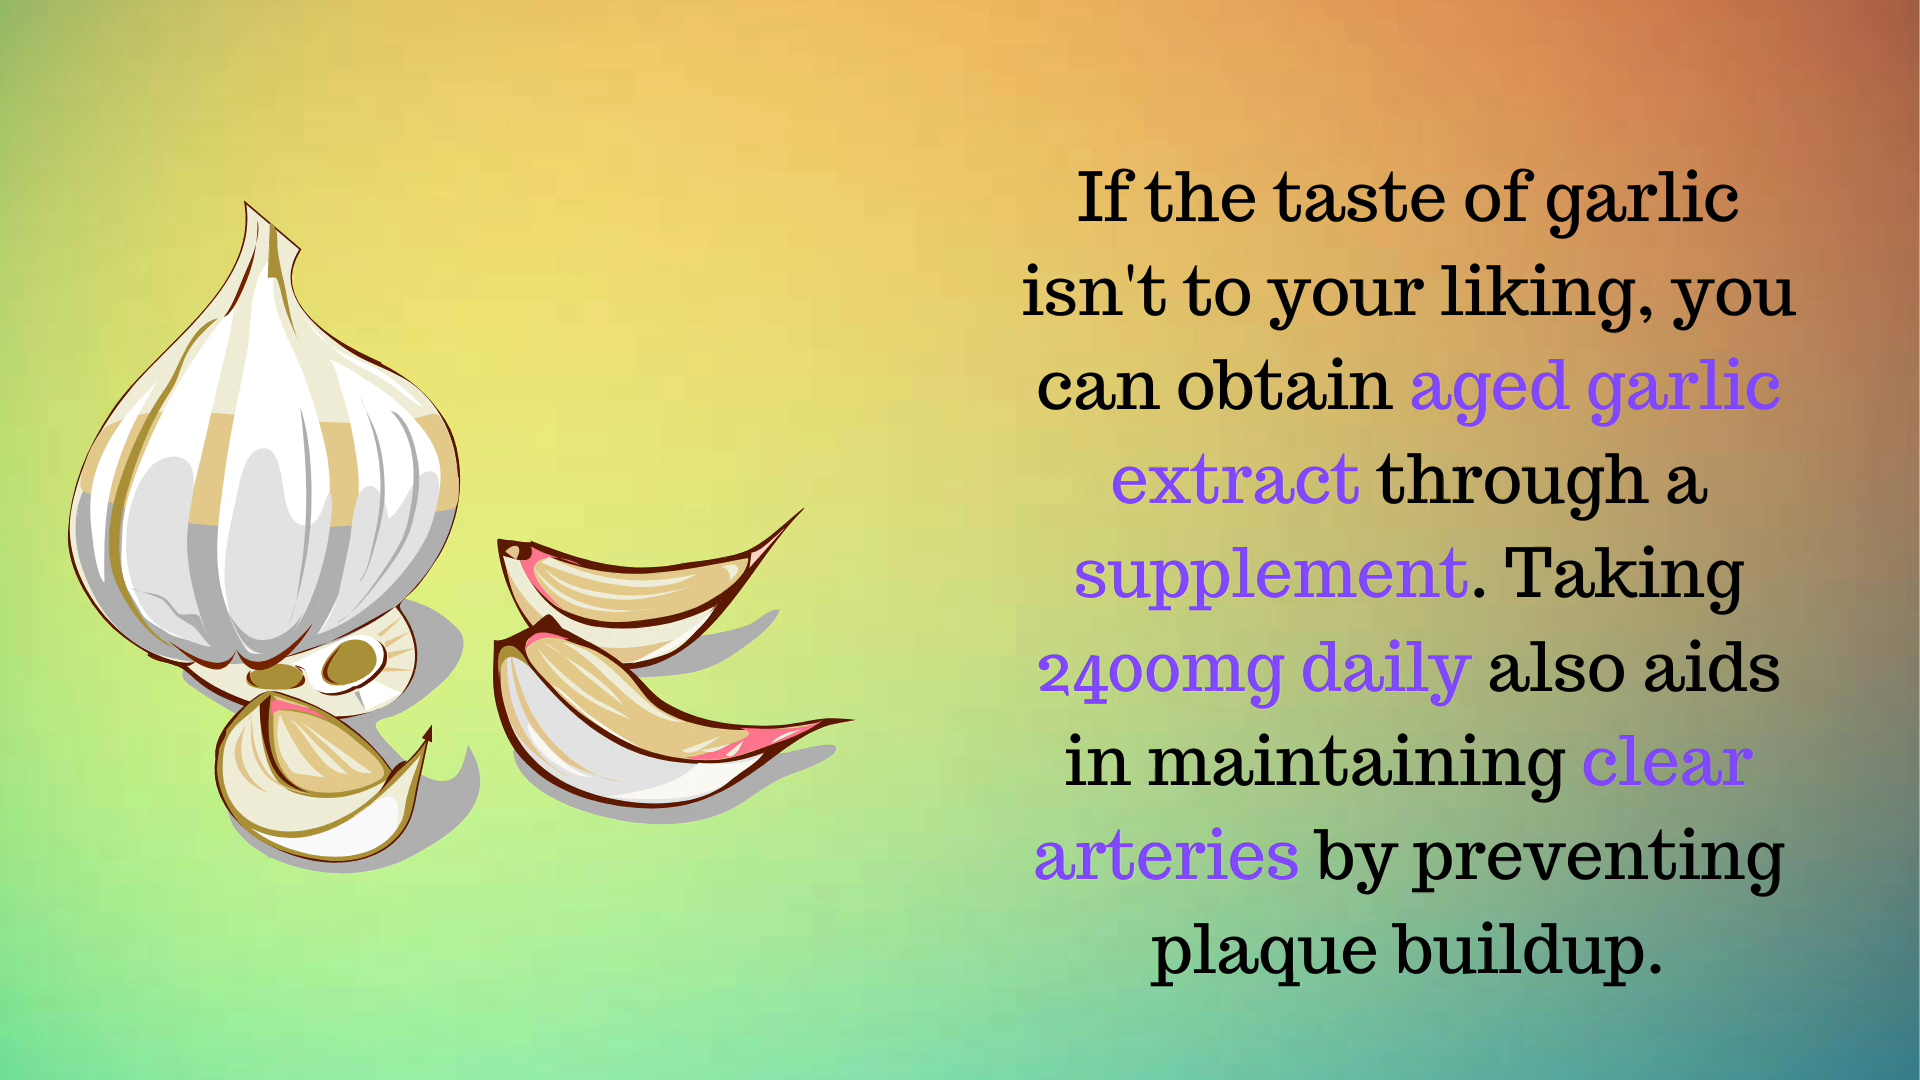 If the taste of garlic
isn't to your liking, you
can obtain aged garlic
extract through a
supplement. Taking
2400mg daily also aids
in maintaining clear
arteries by preventing
plaque buildup.